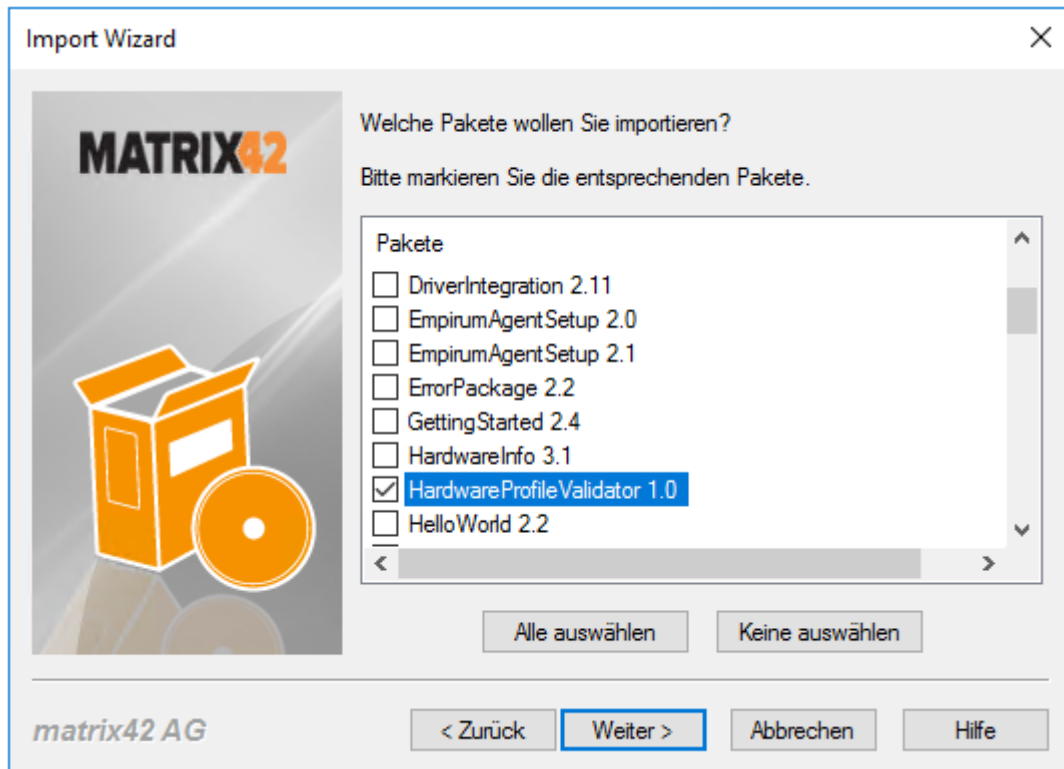 Import Wizard
MATRIX42
Welche Pakete wollen Sie importieren?
Bitte markieren Sie die entsprechenden Pakete.
Pakete
DriverIntegration 2.11
EmpirumAgentSetup 2.0
EmpirumAgentSetup 2.1
ErrorPackage 2.2
GettingStarted 2.4
HardwareInfo 3.1
HardwareProfileValidator 1.0
HelloWorld 2.2
Alle auswählen Keine auswählen
matrix42 AG < Zurück Weiter > Abbrechen Hilfe